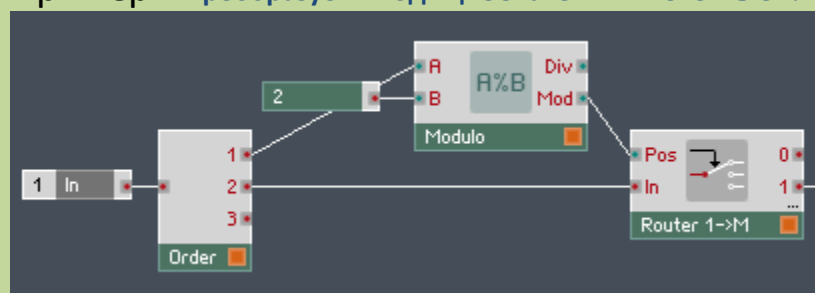 A
B
A%B
Div
Mod
Modulo
2
1 In
1
2
3
Order
Pos
In
0
1
...
Router 1->M